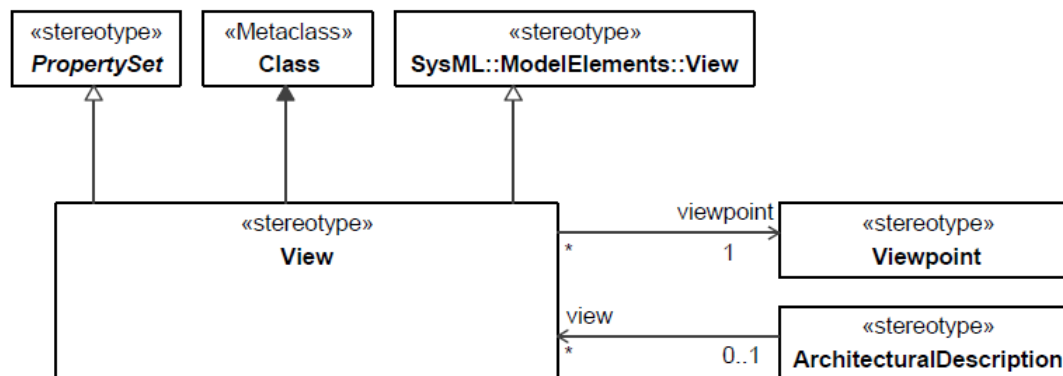 «stereotype»
PropertySet
«Metaclass»
Class
«stereotype»
SysML::ModelElements::View
«stereotype»
View
viewpoint
*
1
«stereotype»
Viewpoint
view
*
0..1
«stereotype»
ArchitecturalDescription